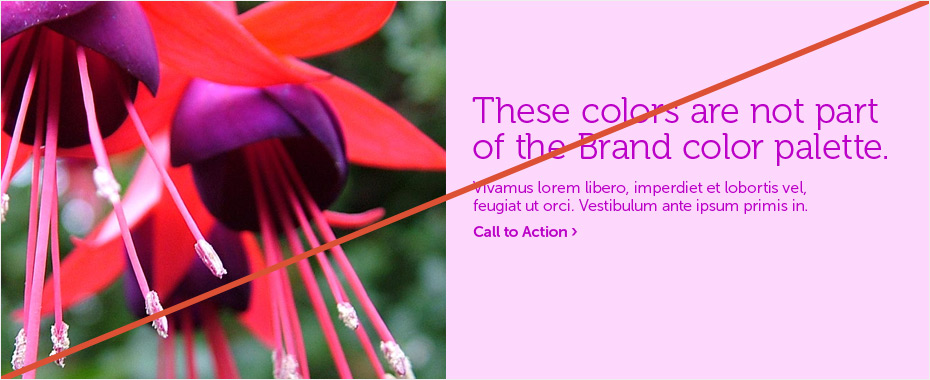 These colors are not part
of the Brand color palette.
Vivamus lorem libero, imperdiet et lobortis vel,
feugiat ut orci. Vestibulum ante ipsum primis in.
Call to Action ›